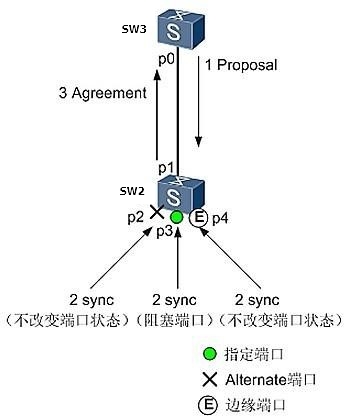 SW3
S
p0
1 Proposal
3 Agreement
p1
SW2
S
p2
E
p4
p3
2 sync
2 sync
2 sync
(不改变端口状态)
(阻塞端口)
(不改变端口状态)
指定端口
Alternate端口
E
边缘端口